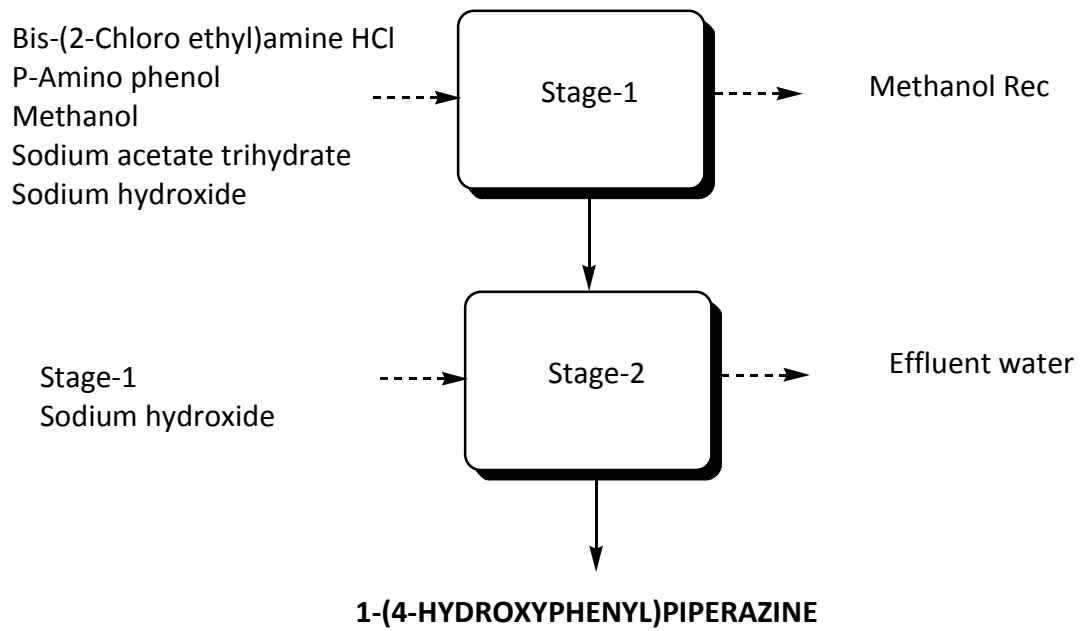 Bis-(2-Chloro ethyl)amine HCl
P-Amino phenol
Methanol
Sodium acetate trihydrate
Sodium hydroxide
Stage-1
Methanol Rec
Stage-1
Sodium hydroxide
Stage-2
Effluent water
1-(4-HYDROXYPHENYL)PIPERAZINE